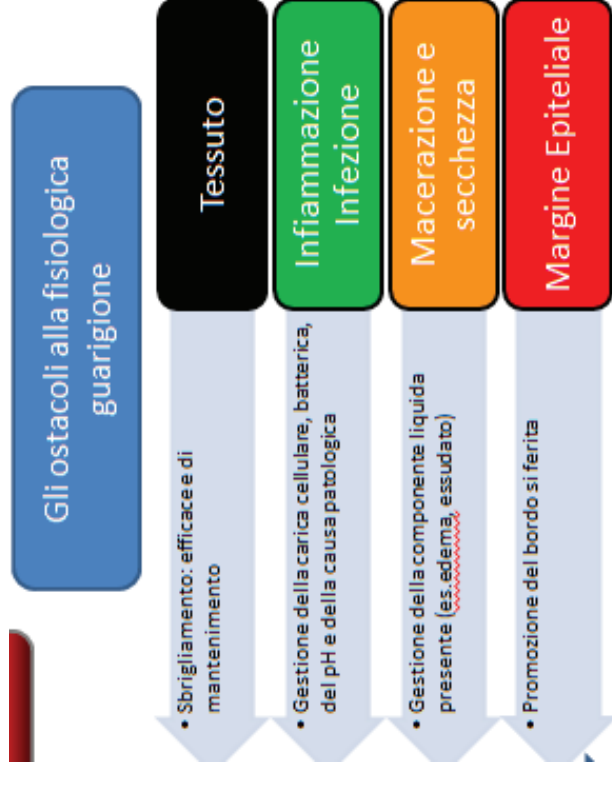 Gli ostacoli alla fisiologica
guarigione
Tessuto
• Sbrigliamento: efficace e di
mantenimento
Infiammazione
Infezione
• Gestione della carica cellulare, batterica,
del pH e della causa patologica
Macerazione e
secchezza
• Gestione della componente liquida
presente (es.edema, essudato)
Margine Epiteliale
• Promozione del bordo si ferita